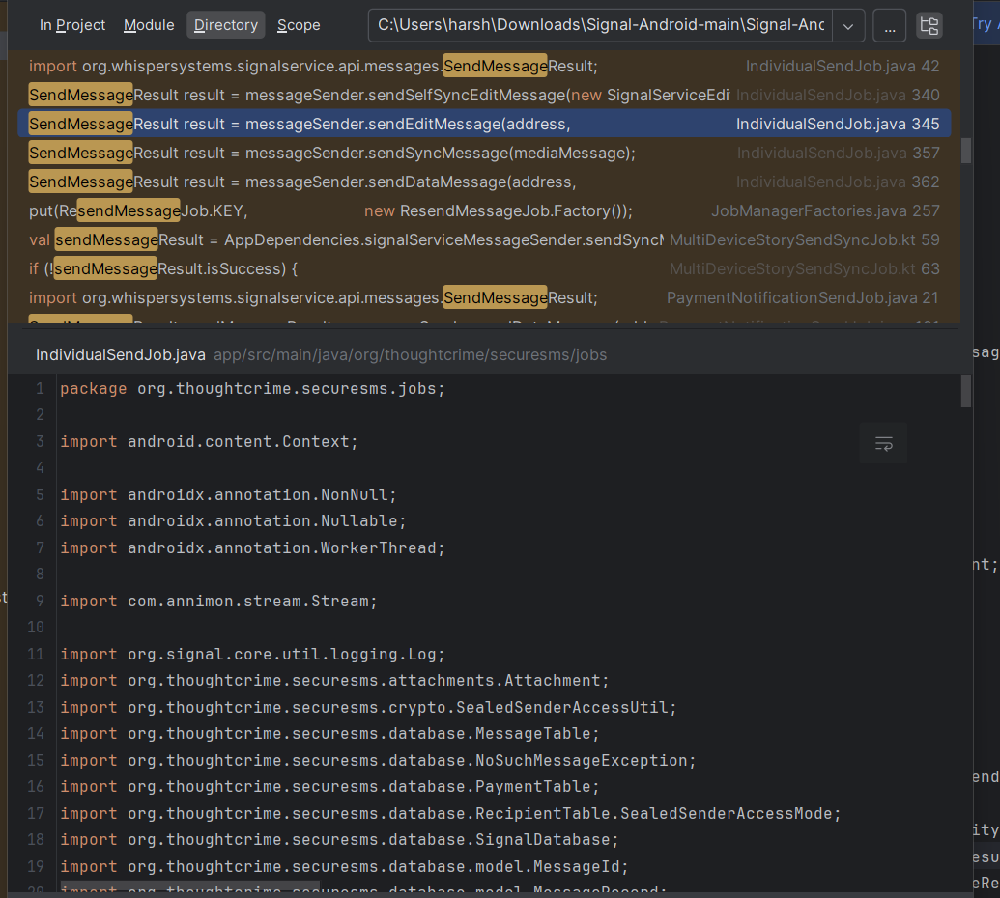 In Project Module Directory Scope C:\Users\harsh\Downloads\Signal-Android-main\Signal-And ...
Try
import org.whispersystems.signalservice.api.messages.SendMessageResult; IndividualSendJob.java 42
SendMessageResult result = messageSender.sendSelfSyncEditMessage(new SignalServiceEdi IndividualSendJob.java 340
SendMessageResult result = messageSender.sendEditMessage(address, IndividualSendJob.java 345
SendMessageResult result = messageSender.sendSyncMessage(mediaMessage); IndividualSendJob.java 357
SendMessageResult result = messageSender.sendDataMessage(address, IndividualSendJob.java 362
put(ResendMessageJob.KEY, new ResendMessageJob.Factory()); JobManagerFactories.java 257
val sendMessageResult = AppDependencies.signalServiceMessageSender.sendSyncM MultiDeviceStorySendSyncJob.kt 59
if (!sendMessageResult.isSuccess) { MultiDeviceStorySendSyncJob.kt 63
import org.whispersystems.signalservice.api.messages.SendMessageResult; PaymentNotificationSendJob.java 21
IndividualSendJob.java app/src/main/java/org/thoughtcrime/securesms/jobs
1 package org.thoughtcrime.securesms.jobs;
2
3 import android.content.Context;
4
5 import androidx.annotation.NonNull;
6 import androidx.annotation.Nullable;
7 import androidx.annotation.WorkerThread;
8
9 import com.annimon.stream.Stream;
10
11 import org.signal.core.util.logging.Log;
12 import org.thoughtcrime.securesms.attachments.Attachment;
13 import org.thoughtcrime.securesms.crypto.SealedSenderAccessUtil;
14 import org.thoughtcrime.securesms.database.MessageTable;
15 import org.thoughtcrime.securesms.database.NoSuchMessageException;
16 import org.thoughtcrime.securesms.database.PaymentTable;
17 import org.thoughtcrime.securesms.database.RecipientTable.SealedSenderAccessMode;
18 import org.thoughtcrime.securesms.database.SignalDatabase;
19 import org.thoughtcrime.securesms.database.model.MessageId;
20 import org.thoughtcrime.securesms.database.model.MessageRecord;